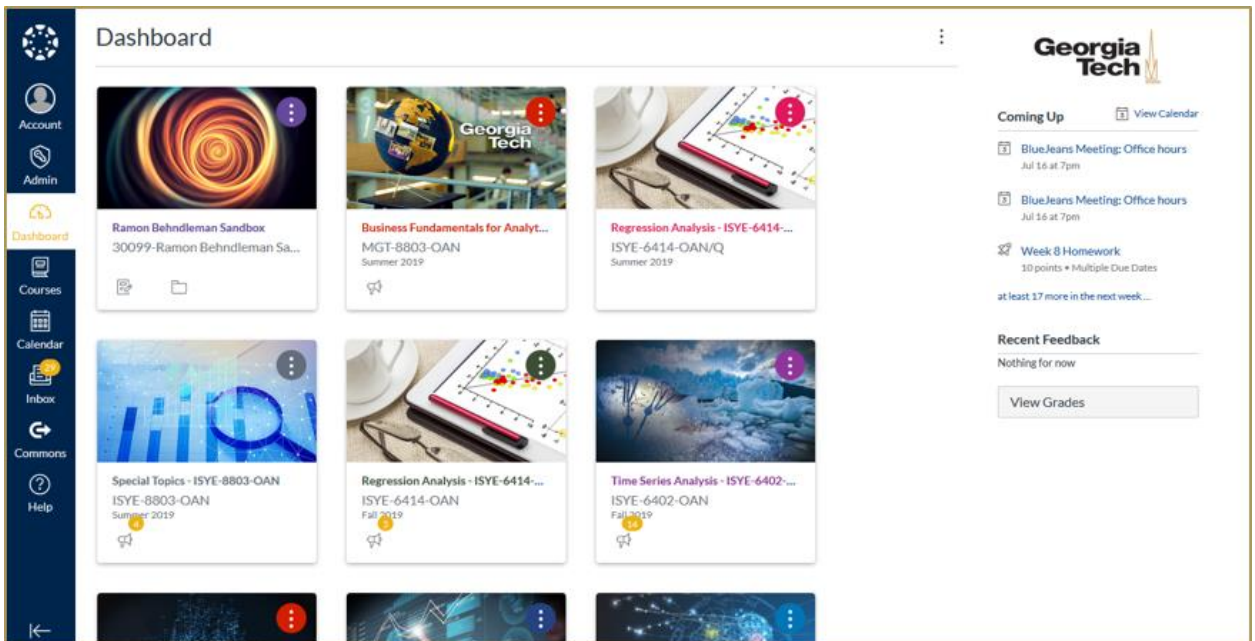 Account
Admin
Dashboard
Courses
Calendar
29
Inbox
Commons
Help
Dashboard
Ramon Behndleman Sandbox
30099-Ramon Behndleman Sa...
Georgia
Tech
Business Fundamentals for Analyt...
MGT-8803-OAN
Summer 2019
Regression Analysis - ISYE-6414-...
ISYE-6414-OAN/Q
Summer 2019
Special Topics - ISYE-8803-OAN
ISYE-8803-OAN
Summer 2019
4
Regression Analysis - ISYE-6414-...
ISYE-6414-OAN
Fall 2019
Time Series Analysis - ISYE-6402-...
ISYE-6402-OAN
Fall 2019
14
Georgia
Tech
Coming Up
View Calendar
BlueJeans Meeting: Office hours
Jul 16 at 7pm
BlueJeans Meeting: Office hours
Jul 16 at 7pm
Week 8 Homework
10 points • Multiple Due Dates
at least 17 more in the next week ...
Recent Feedback
Nothing for now
View Grades